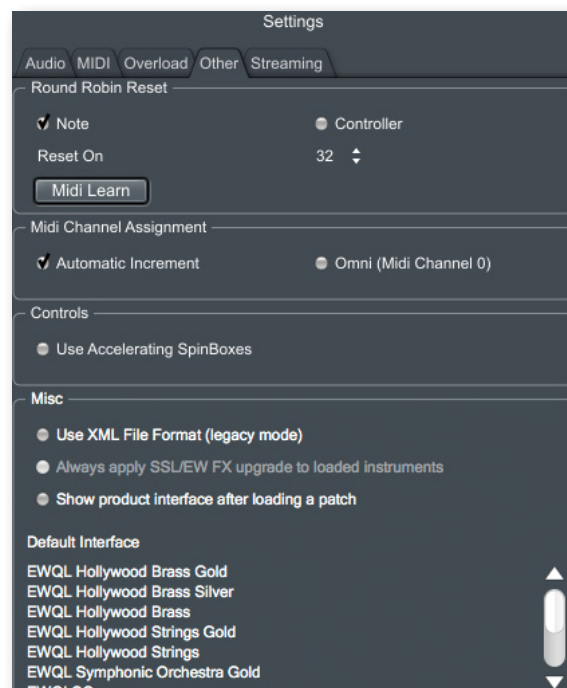 Settings
Audio MIDI Overload Other Streaming
Round Robin Reset
Note Controller
Reset On 32
Midi Learn
Midi Channel Assignment
Automatic Increment Omni (Midi Channel 0)
Controls
Use Accelerating SpinBoxes
Misc
Use XML File Format (legacy mode)
Always apply SSL/EW FX upgrade to loaded instruments
Show product interface after loading a patch
Default Interface
EWQL Hollywood Brass Gold
EWQL Hollywood Brass Silver
EWQL Hollywood Brass
EWQL Hollywood Strings Gold
EWQL Hollywood Strings
EWQL Symphonic Orchestra Gold